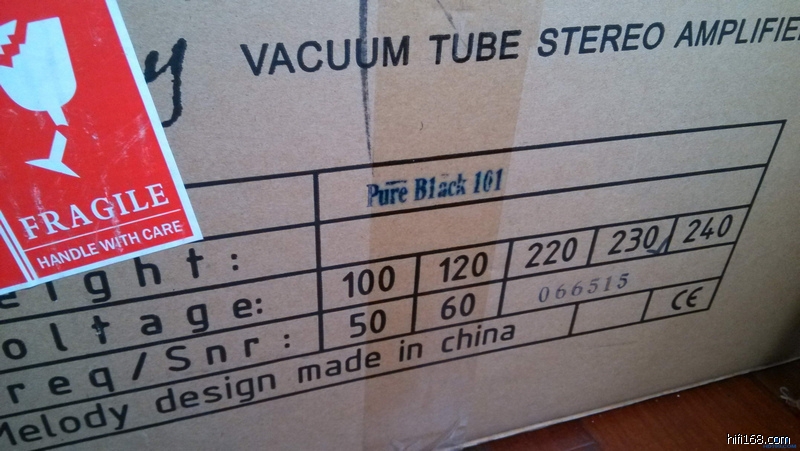 VACUUM TUBE STEREO AMPLIFIE
FRAGILE
HANDLE WITH CARE
Pure Black 101
eight:
oltage: 100 120 220 230 240
req/Snr: 50 60 066515
CE
Melody design made in china
hifi168.com